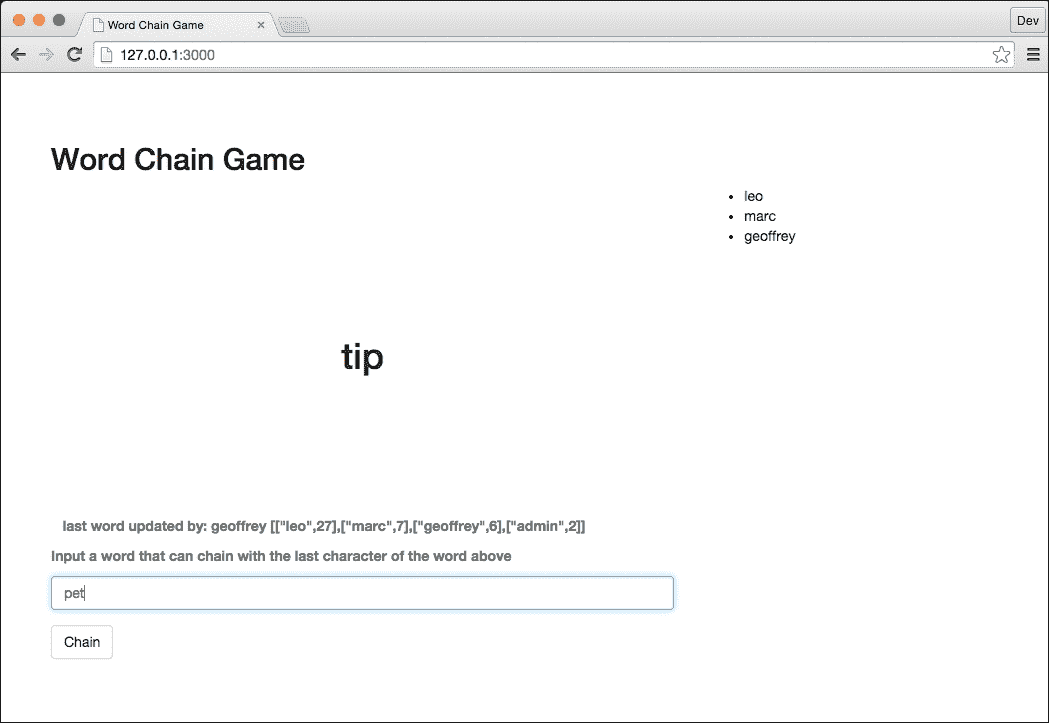 Word Chain Game
Dev
127.0.0.1:3000
Word Chain Game
leo
marc
geoffrey
tip
last word updated by: geoffrey [["leo",27],["marc",7],["geoffrey",6],["admin",2]]
Input a word that can chain with the last character of the word above
pet
Chain